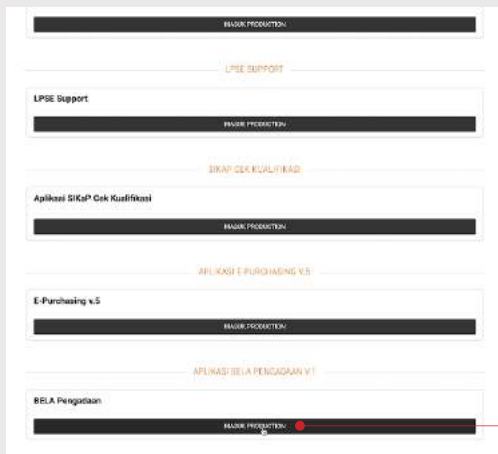 MASUK PRODUCTION
LPSE SUPPORT
LPSE Support
MASUK PRODUCTION
SIKAP CEK KUALIFIKASI
Aplikasi SIKaP Cek Kualifikasi
MASUK PRODUCTION
APLIKASI E-PURCHASING V.5
E-Purchasing v.5
MASUK PRODUCTION
APLIKASI BELA PENGADAAN V.1
BELA Pengadaan
MASUK PRODUCTION